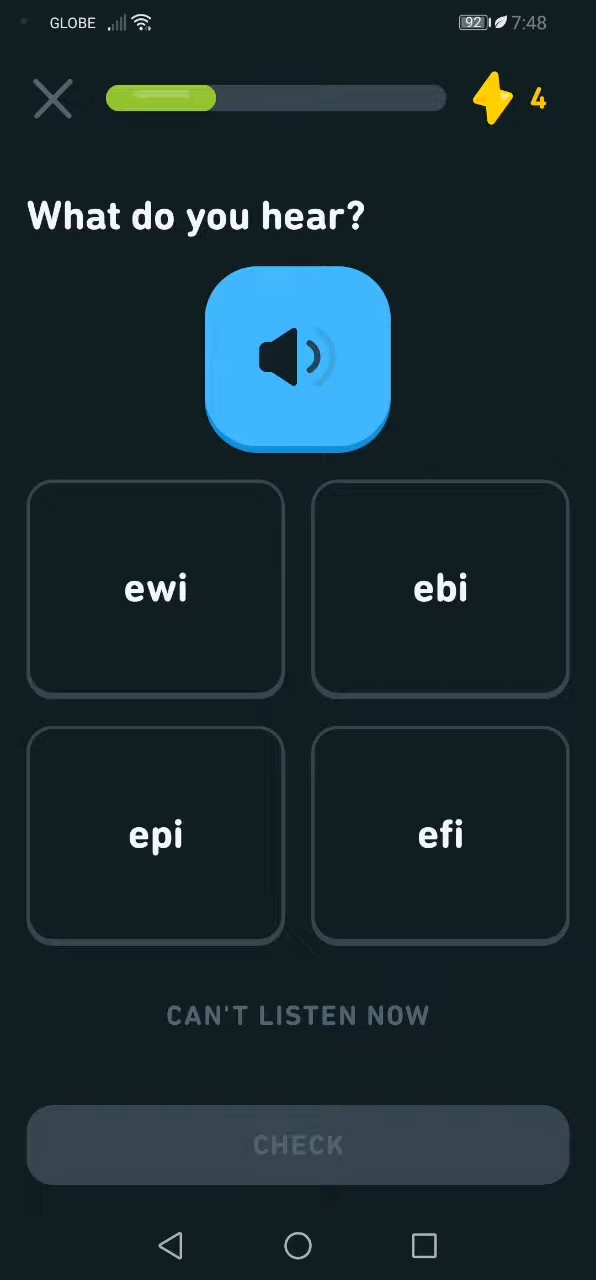 GLOBE 92 7:48
4
What do you hear?
ewi ebi
epi efi
CAN'T LISTEN NOW
CHECK